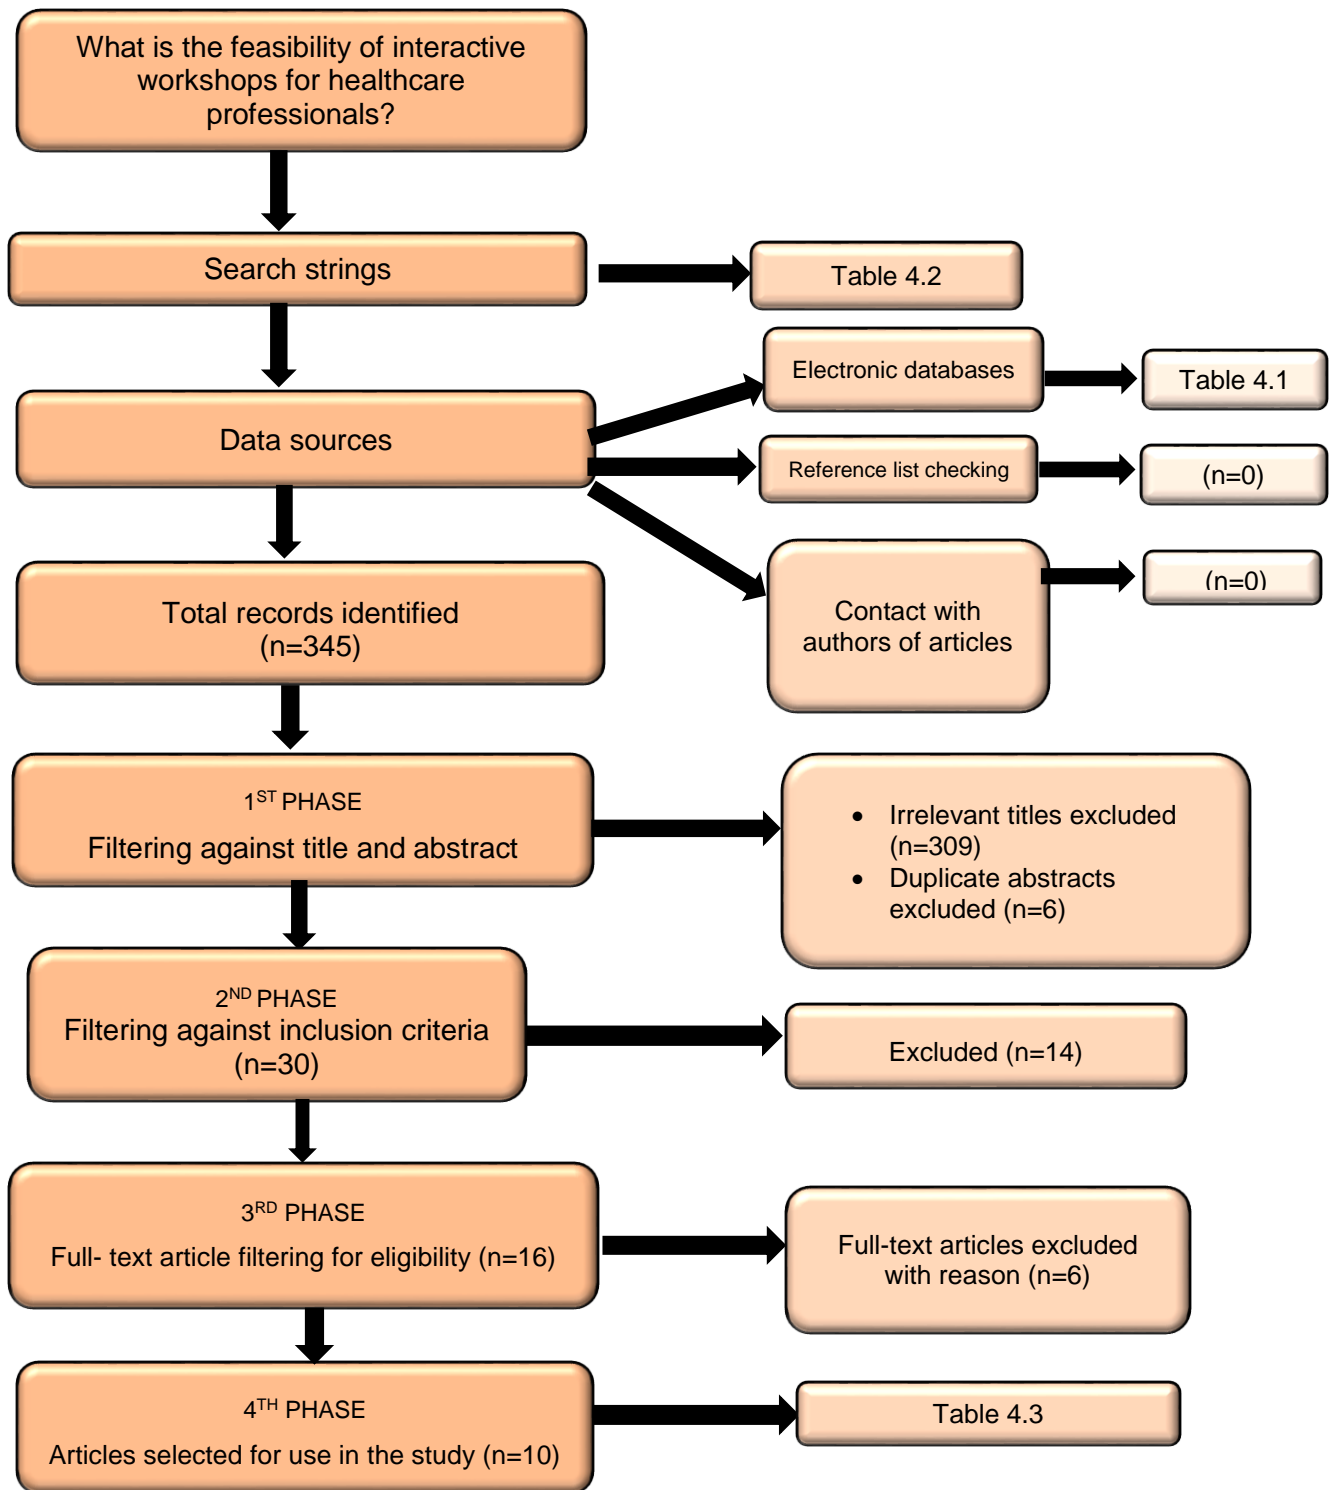 What is the feasibility of interactive
workshops for healthcare
professionals?
Search strings
Table 4.2
Data sources
Electronic databases
Table 4.1
Reference list checking
(n=0)
Contact with
authors of articles
(n=0)
Total records identified
(n=345)
1ST PHASE
Filtering against title and abstract
• Irrelevant titles excluded
(n=309)
• Duplicate abstracts
excluded (n=6)
2ND PHASE
Filtering against inclusion criteria
(n=30)
Excluded (n=14)
3RD PHASE
Full- text article filtering for eligibility (n=16)
Full-text articles excluded
with reason (n=6)
4TH PHASE
Articles selected for use in the study (n=10)
Table 4.3